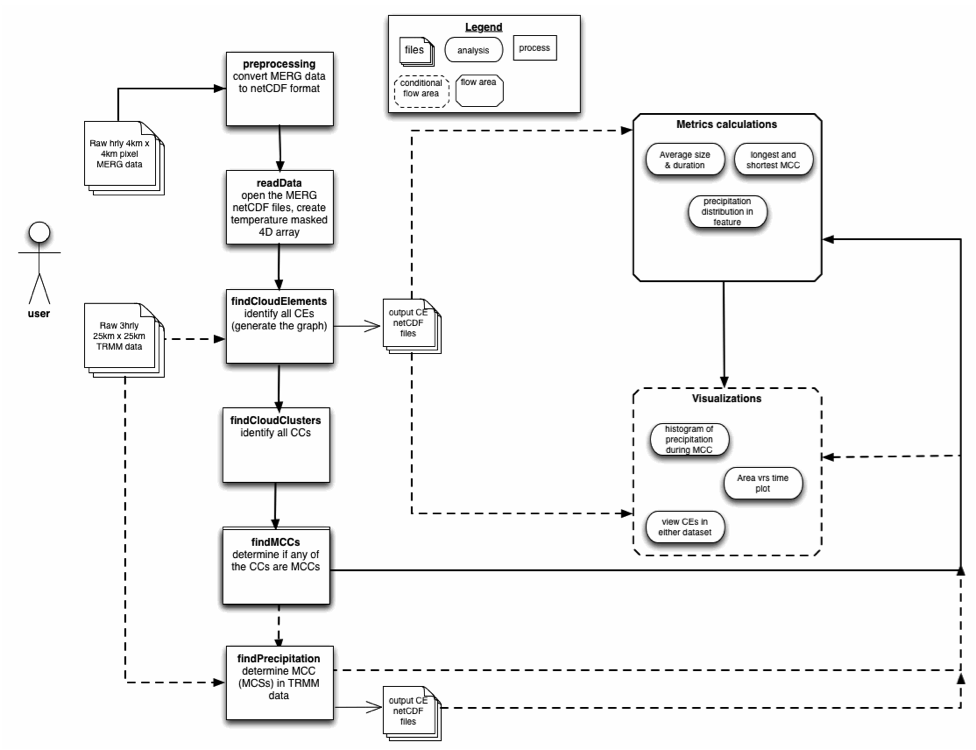 Legend
files
analysis
process
conditional
flow area
flow area
preprocessing
convert MERG data
to netCDF format
Raw hrly 4km x
4km pixel
MERG data
readData
open the MERG
netCDF files, create
temperature masked
4D array
user
findCloudElements
identify all CEs
(generate the graph)
output CE
netCDF
files
Raw 3hrly
25km x 25km
TRMM data
findCloudClusters
identify all CCs
findMCCs
determine if any of
the CCs are MCCs
findPrecipitation
determine MCC
(MCSs) in TRMM
data
output CE
netCDF
files
Metrics calculations
Average size
& duration
longest and
shortest MCC
precipitation
distribution in
feature
Visualizations
histogram of
precipitation
during MCC
Area vrs time
plot
view CEs in
either dataset